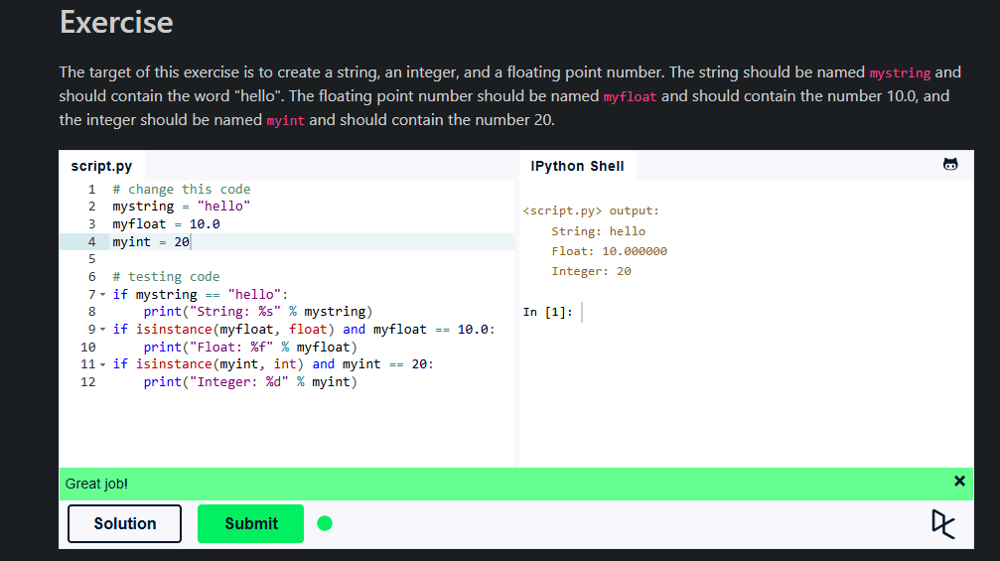 Exercise
The target of this exercise is to create a string, an integer, and a floating point number. The string should be named mystring and
should contain the word "hello". The floating point number should be named myfloat and should contain the number 10.0, and
the integer should be named myint and should contain the number 20.
script.py
1 # change this code
2 mystring = "hello"
3 myfloat = 10.0
4 myint = 20
5
6 # testing code
7 if mystring == "hello":
8     print("String: %s" % mystring)
9 if isinstance(myfloat, float) and myfloat == 10.0:
10     print("Float: %f" % myfloat)
11 if isinstance(myint, int) and myint == 20:
12     print("Integer: %d" % myint)
IPython Shell
<script.py> output:
    String: hello
    Float: 10.000000
    Integer: 20
In [1]:
Great job!
Solution
Submit